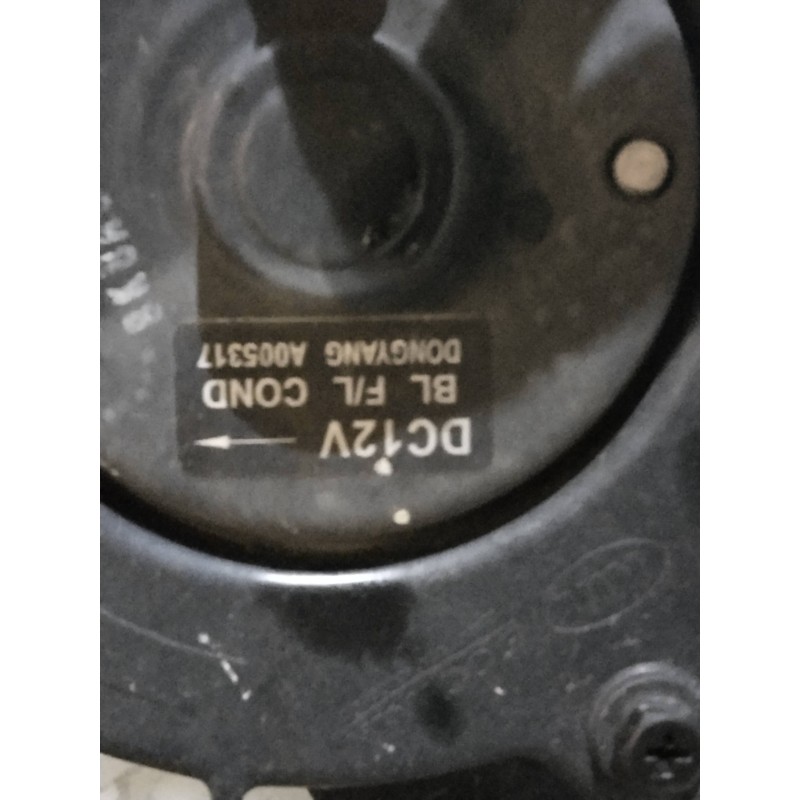 DC12V
BL F/L COND
DONGYANG A005317